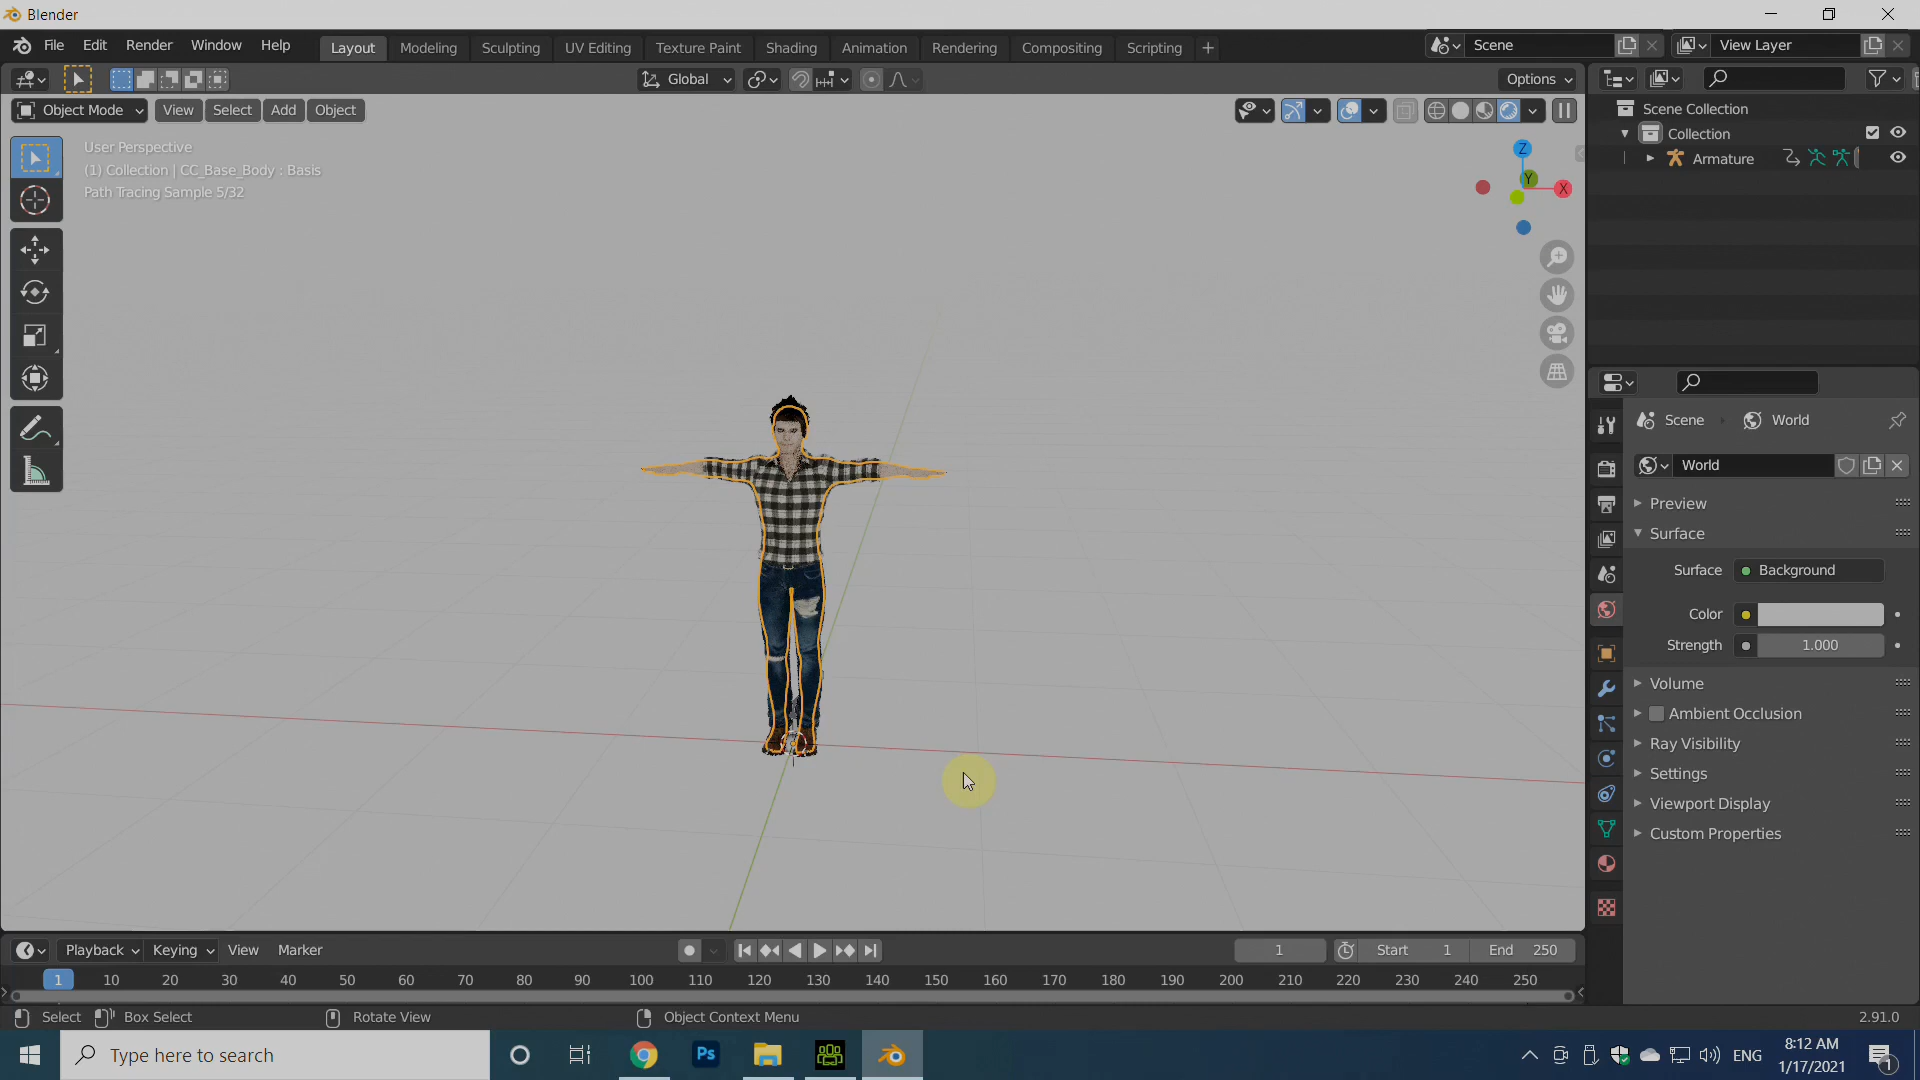 Blender
File Edit Render Window Help Layout Modeling Sculpting UV Editing Texture Paint Shading Animation Rendering Compositing Scripting + Scene View Layer
Global Options
Object Mode View Select Add Object
User Perspective
(1) Collection | CC_Base_Body : Basis
Path Tracing Sample 5/32
Z
Y
X
Scene Collection
Collection
Armature
Scene World
World
Preview
Surface
Surface Background
Color
Strength 1.000
Volume
Ambient Occlusion
Ray Visibility
Settings
Viewport Display
Custom Properties
Playback Keying View Marker 1 Start 1 End 250
1 10 20 30 40 50 60 70 80 90 100 110 120 130 140 150 160 170 180 190 200 210 220 230 240 250
Select Box Select Rotate View Object Context Menu 2.91.0
Type here to search Ps ENG 8:12 AM
1/17/2021 1